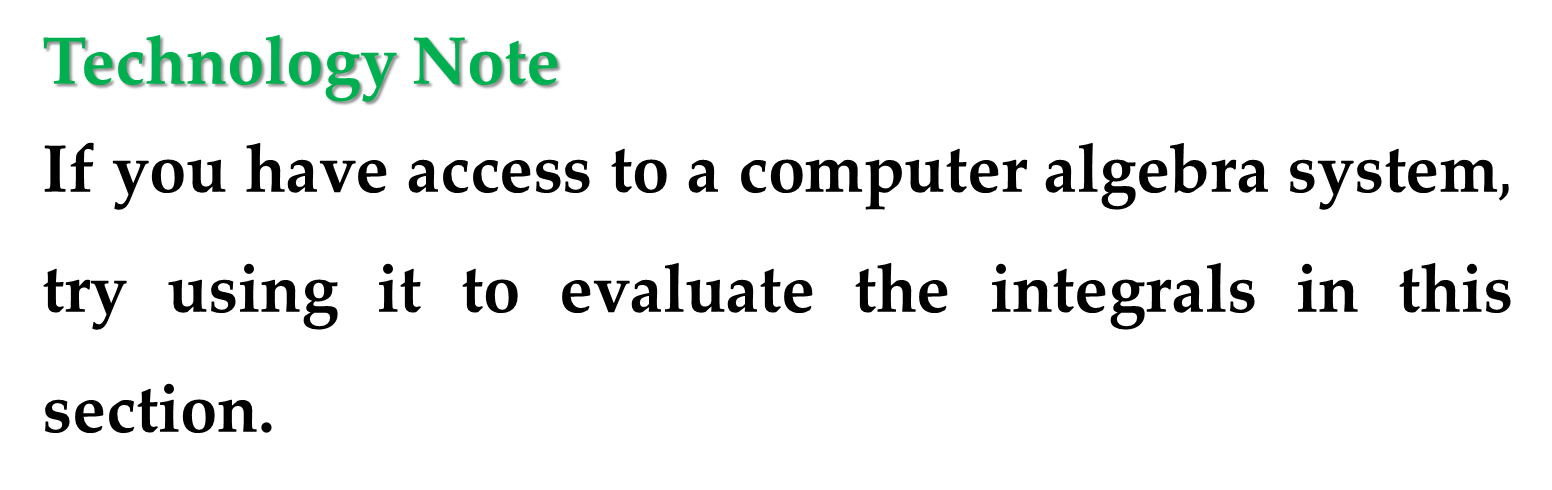 Technology Note
If you have access to a computer algebra system,
try using it to evaluate the integrals in this
section.